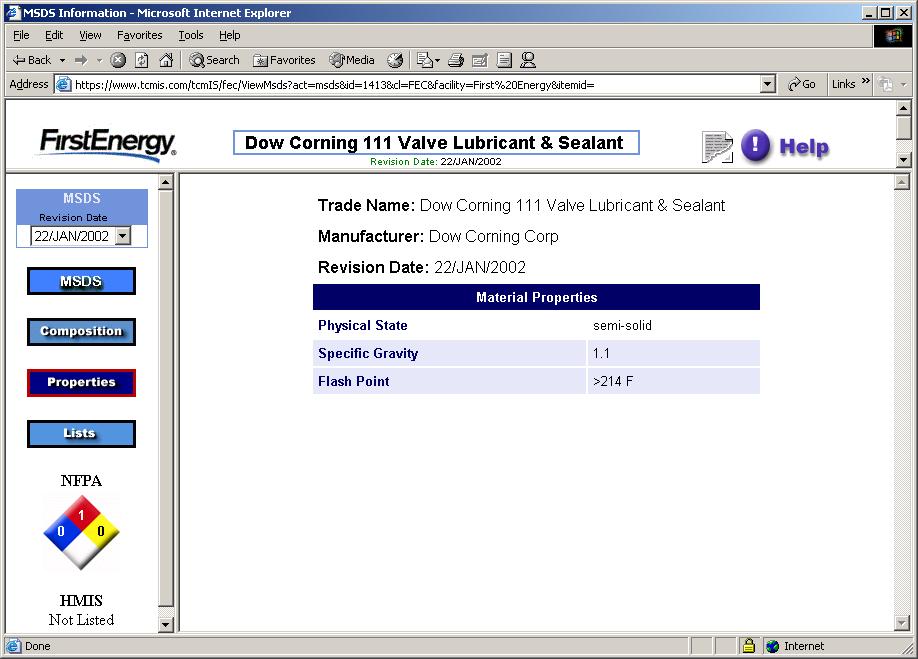 MSDS Information - Microsoft Internet Explorer
File Edit View Favorites Tools Help
Back Search Favorites Media
Address https://www.tcmis.com/tcmIS/fec/ViewMsds?act=msds&id=1413&cl=FEC&facility=First%20Energy&itemid= Go Links »
FirstEnergy®
Dow Corning 111 Valve Lubricant & Sealant
Revision Date: 22/JAN/2002
! Help
MSDS
Revision Date
22/JAN/2002
MSDS
Composition
Properties
Lists
NFPA
1
0 0
HMIS
Not Listed
Trade Name: Dow Corning 111 Valve Lubricant & Sealant
Manufacturer: Dow Corning Corp
Revision Date: 22/JAN/2002
Material Properties
Physical State semi-solid
Specific Gravity 1.1
Flash Point >214 F
Done Internet